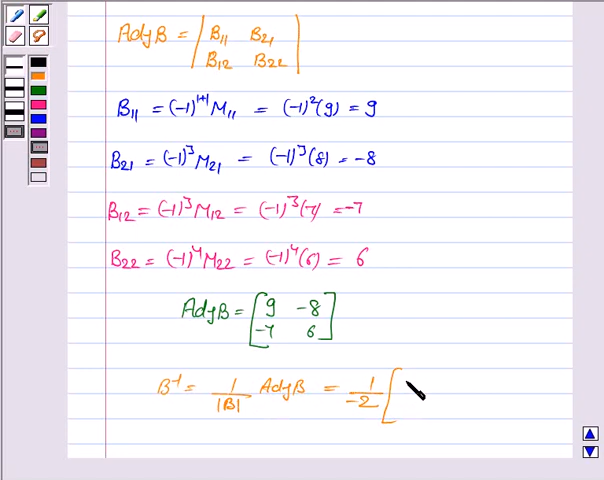 AdjB = | B11 B21 |
| B12 B22 |
B11 = (-1)^1+1 M11 = (-1)^2 (9) = 9
B21 = (-1)^3 M21 = (-1)^3 (8) = -8
B12 = (-1)^3 M12 = (-1)^3 (7) = -7
B22 = (-1)^4 M22 = (-1)^4 (6) = 6
AdjB = [ 9 -8 ]
[ -7 6 ]
B^-1 = 1/|B| AdjB = 1/-2 [